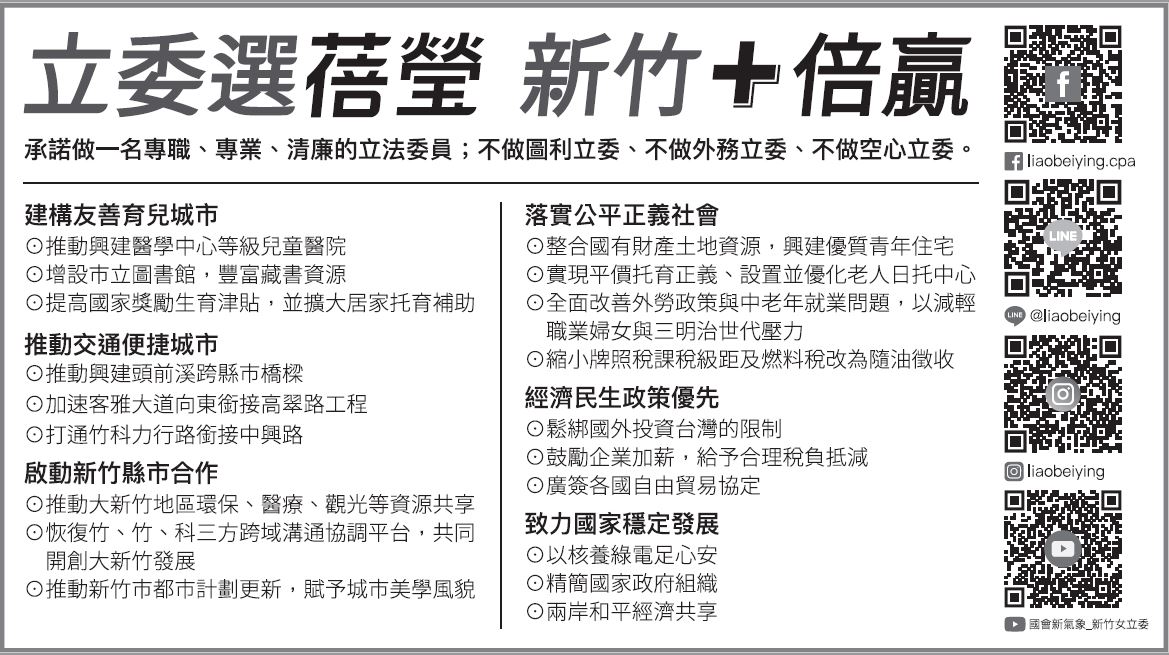 立委選蓓瑩 新竹+倍贏
承諾做一名專職、專業、清廉的立法委員；不做圖利立委、不做外務立委、不做空心立委。
建構友善育兒城市
⊙推動興建醫學中心等級兒童醫院
⊙增設市立圖書館，豐富藏書資源
⊙提高國家獎勵生育津貼，並擴大居家托育補助
推動交通便捷城市
⊙推動興建頭前溪跨縣市橋樑
⊙加速客雅大道向東銜接高翠路工程
⊙打通竹科力行路銜接中興路
啟動新竹縣市合作
⊙推動大新竹地區環保、醫療、觀光等資源共享
⊙恢復竹、竹、科三方跨域溝通協調平台，共同
開創大新竹發展
⊙推動新竹市都市計劃更新，賦予城市美學風貌
落實公平正義社會
⊙整合國有財產土地資源，興建優質青年住宅
⊙實現平價托育正義、設置並優化老人日托中心
⊙全面改善外勞政策與中老年就業問題，以減輕
職業婦女與三明治世代壓力
⊙縮小牌照稅課稅級距及燃料稅改為隨油徵收
經濟民生政策優先
⊙鬆綁國外投資台灣的限制
⊙鼓勵企業加薪，給予合理稅負抵減
⊙廣簽各國自由貿易協定
致力國家穩定發展
⊙以核養綠電足心安
⊙精簡國家政府組織
⊙兩岸和平經濟共享
f
liaobeiying.cpa
LINE
LINE @liaobeiying
liaobeiying
國會新氣象_新竹女立委